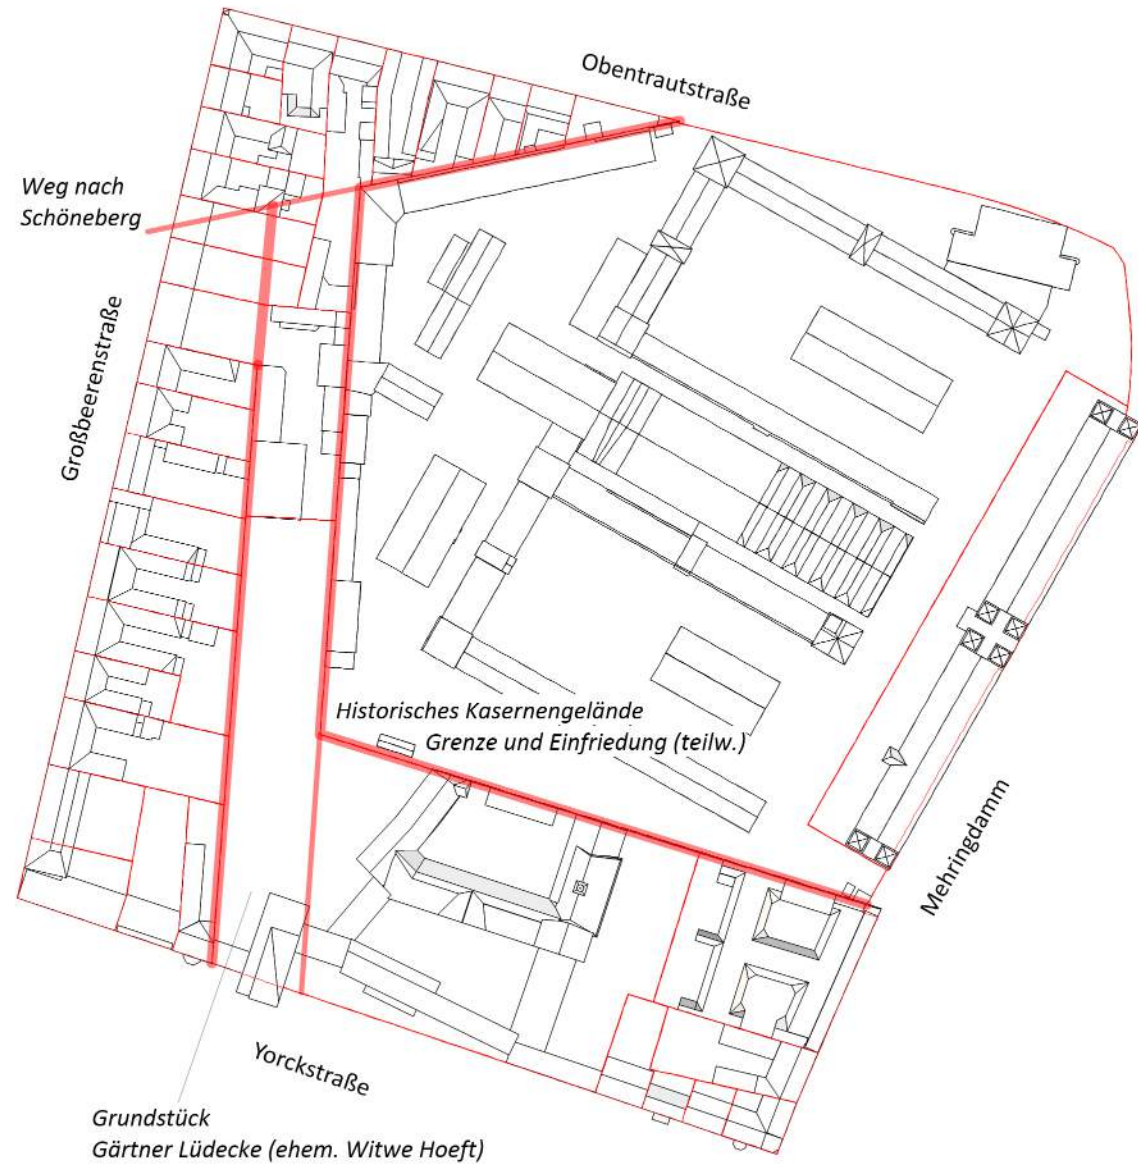 Obentrautstraße
Weg nach
Schöneberg
Großbeerenstraße
Historisches Kasernengelände
Grenze und Einfriedung (teilw.)
Mehringdamm
Yorckstraße
Grundstück
Gärtner Lüdecke (ehem. Witwe Hoeft)